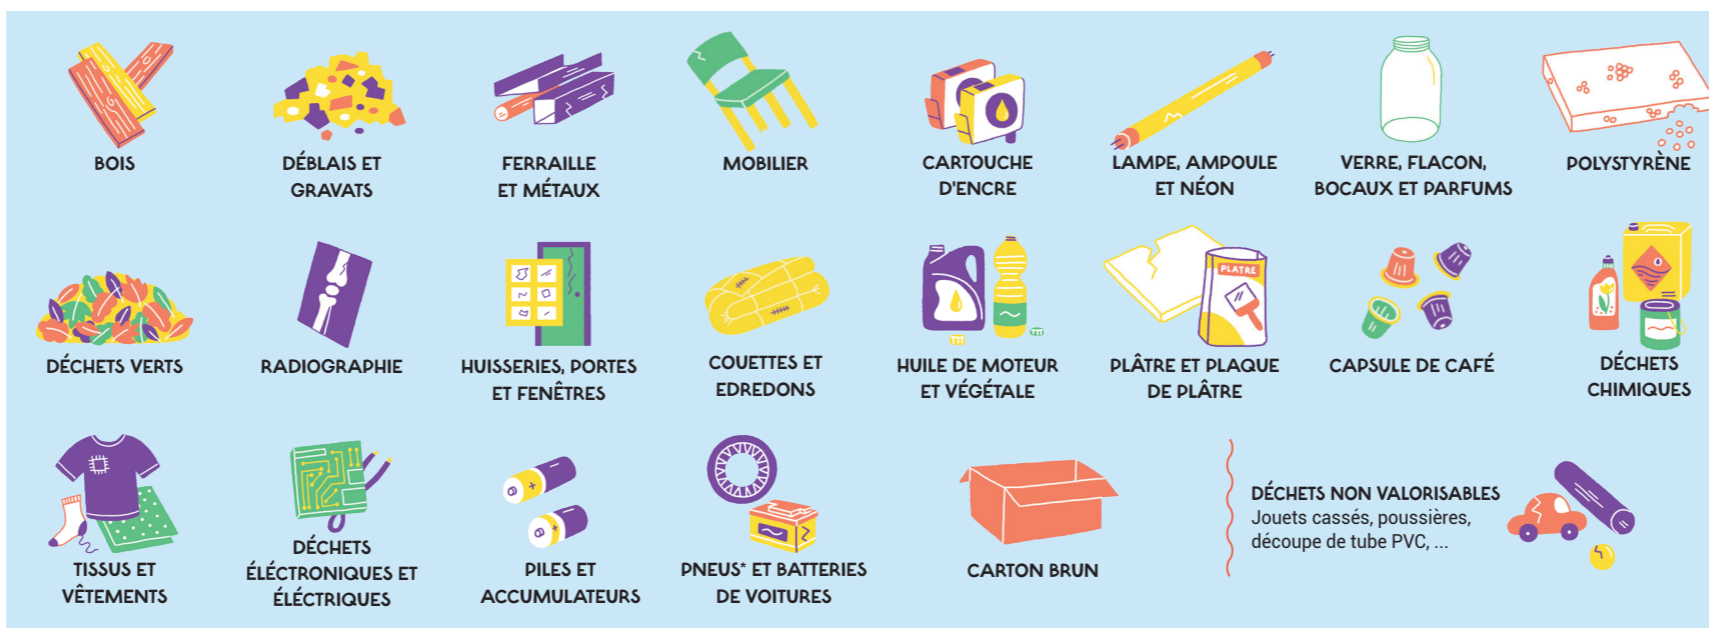 BOIS
DÉBLAIS ET
GRAVATS
FERRAILLE
ET MÉTAUX
MOBILIER
CARTOUCHE
D'ENCRE
LAMPE, AMPOULE
ET NÉON
VERRE, FLACON,
BOCAUX ET PARFUMS
POLYSTYRÈNE
DÉCHETS VERTS
RADIOGRAPHIE
HUISSERIES, PORTES
ET FENÊTRES
COUETTES ET
EDREDONS
HUILE DE MOTEUR
ET VÉGÉTALE
PLATRE
PLÂTRE ET PLAQUE
DE PLÂTRE
CAPSULE DE CAFÉ
DÉCHETS
CHIMIQUES
TISSUS ET
VÊTEMENTS
DÉCHETS
ÉLÉCTRONIQUES ET
ÉLÉCTRIQUES
PILES ET
ACCUMULATEURS
PNEUS* ET BATTERIES
DE VOITURES
CARTON BRUN
DÉCHETS NON VALORISABLES
Jouets cassés, poussières,
découpe de tube PVC, ...